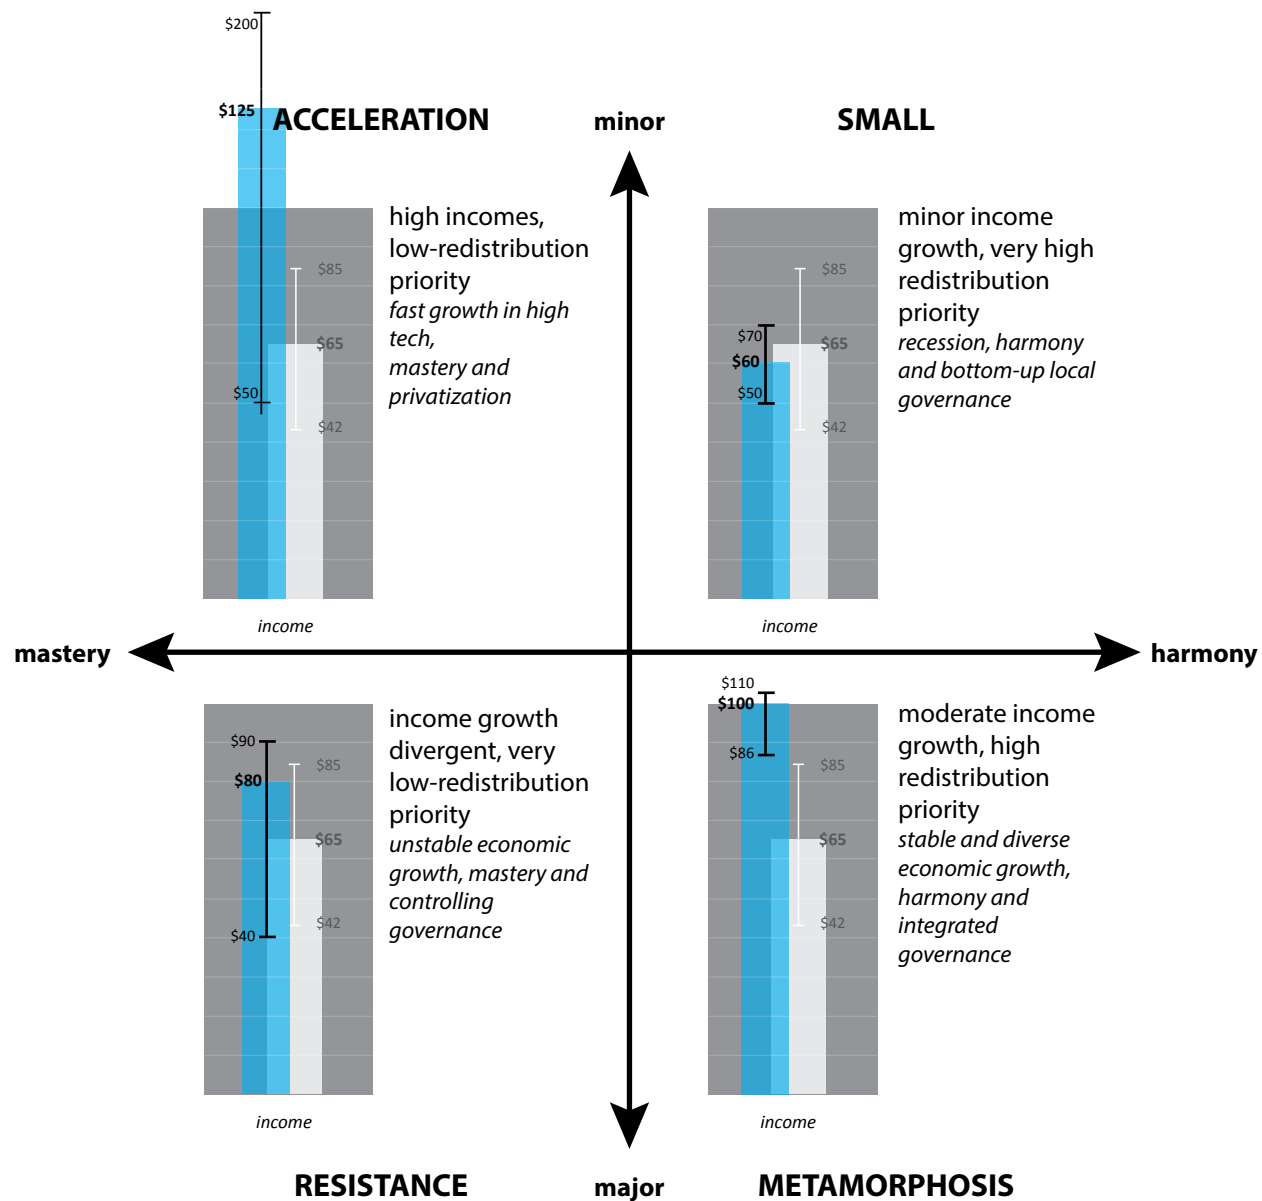 $200
$125
ACCELERATION
minor
SMALL
high incomes,
low-redistribution
priority
fast growth in high
tech,
mastery and
privatization
$85
$65
$50
$42
income
minor income
growth, very high
redistribution
priority
recession, harmony
and bottom-up local
governance
$85
$70
$65
$60
$50
$42
income
mastery
harmony
income growth
divergent, very
low-redistribution
priority
unstable economic
growth, mastery and
controlling
governance
$90
$85
$80
$65
$42
$40
income
$110
$100
$86
$85
$65
$42
moderate income
growth, high
redistribution
priority
stable and diverse
economic growth,
harmony and
integrated
governance
income
RESISTANCE
major
METAMORPHOSIS